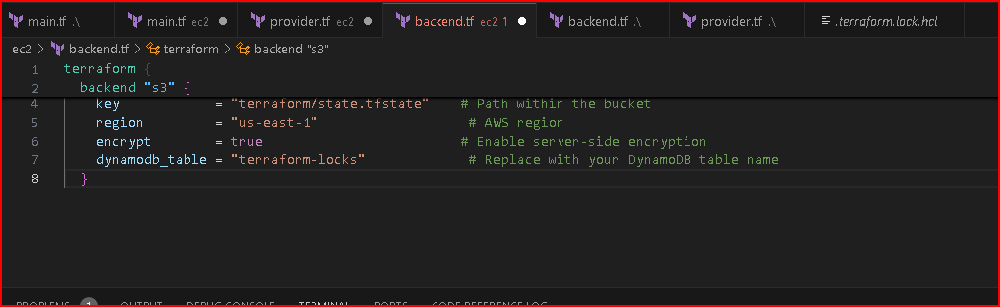 main.tf .\ main.tf ec2 provider.tf ec2 backend.tf ec2 1 backend.tf .\ provider.tf .\ .terraform.lock.hcl
ec2 > backend.tf > terraform > backend "s3"
1 terraform {
2 backend "s3" {
4 key = "terraform/state.tfstate" # Path within the bucket
5 region = "us-east-1" # AWS region
6 encrypt = true # Enable server-side encryption
7 dynamodb_table = "terraform-locks" # Replace with your DynamoDB table name
8 }
PROBLEMS 1 OUTPUT DEBUG CONSOLE TERMINAL PORTS CODE REFERENCE LOG